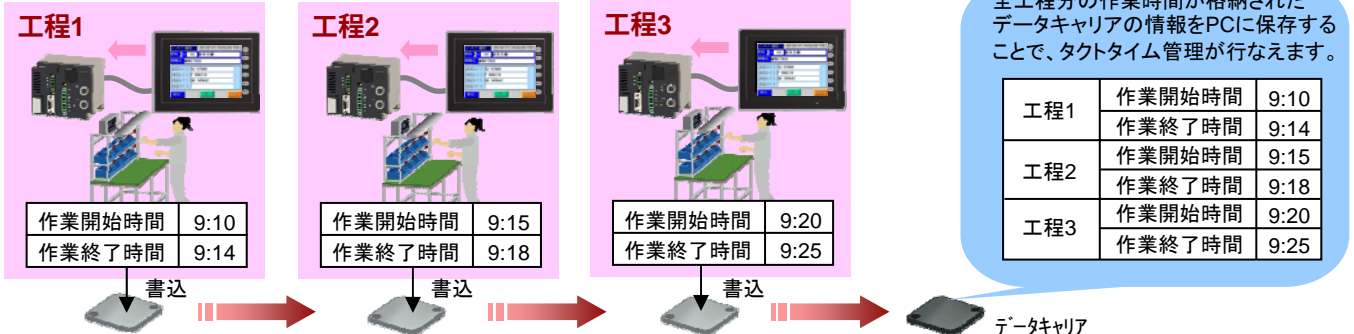 工程1
作業開始時間 9:10
作業終了時間 9:14
書込
工程2
作業開始時間 9:15
作業終了時間 9:18
書込
工程3
作業開始時間 9:20
作業終了時間 9:25
書込
全工程分の作業時間が格納された
データキャリアの情報をPCに保存する
ことで、タクトタイム管理が行なえます。
工程1 作業開始時間 9:10
作業終了時間 9:14
工程2 作業開始時間 9:15
作業終了時間 9:18
工程3 作業開始時間 9:20
作業終了時間 9:25
データキャリア